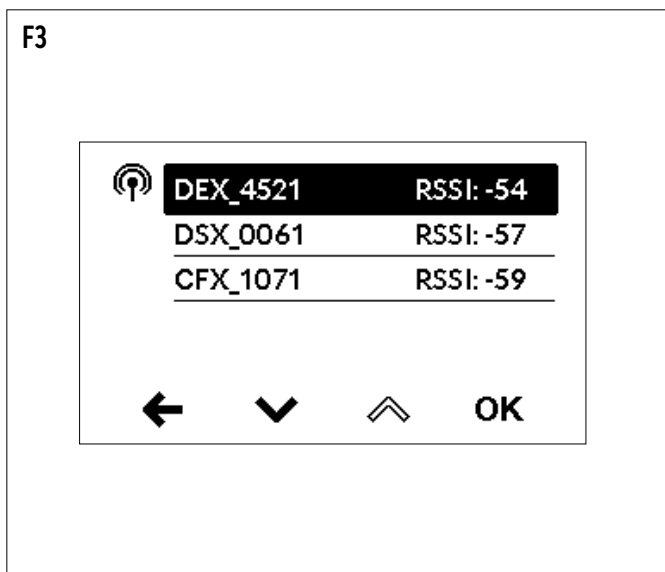 F3
DEX_4521 RSSI: -54
DSX_0061 RSSI: -57
CFX_1071 RSSI: -59
OK